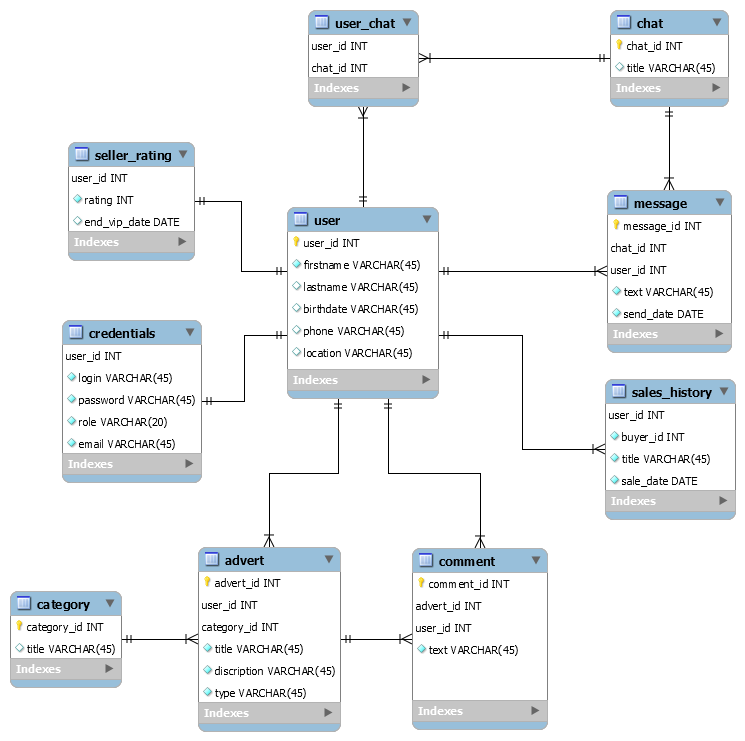 user_chat
user_id INT
chat_id INT
Indexes
chat
chat_id INT
title VARCHAR(45)
Indexes
seller_rating
user_id INT
rating INT
end_vip_date DATE
Indexes
user
user_id INT
firstname VARCHAR(45)
lastname VARCHAR(45)
birthdate VARCHAR(45)
phone VARCHAR(45)
location VARCHAR(45)
Indexes
message
message_id INT
chat_id INT
user_id INT
text VARCHAR(45)
send_date DATE
Indexes
credentials
user_id INT
login VARCHAR(45)
password VARCHAR(45)
role VARCHAR(20)
email VARCHAR(45)
Indexes
sales_history
user_id INT
buyer_id INT
title VARCHAR(45)
sale_date DATE
Indexes
category
category_id INT
title VARCHAR(45)
Indexes
advert
advert_id INT
user_id INT
category_id INT
title VARCHAR(45)
discription VARCHAR(45)
type VARCHAR(45)
Indexes
comment
comment_id INT
advert_id INT
user_id INT
text VARCHAR(45)
Indexes